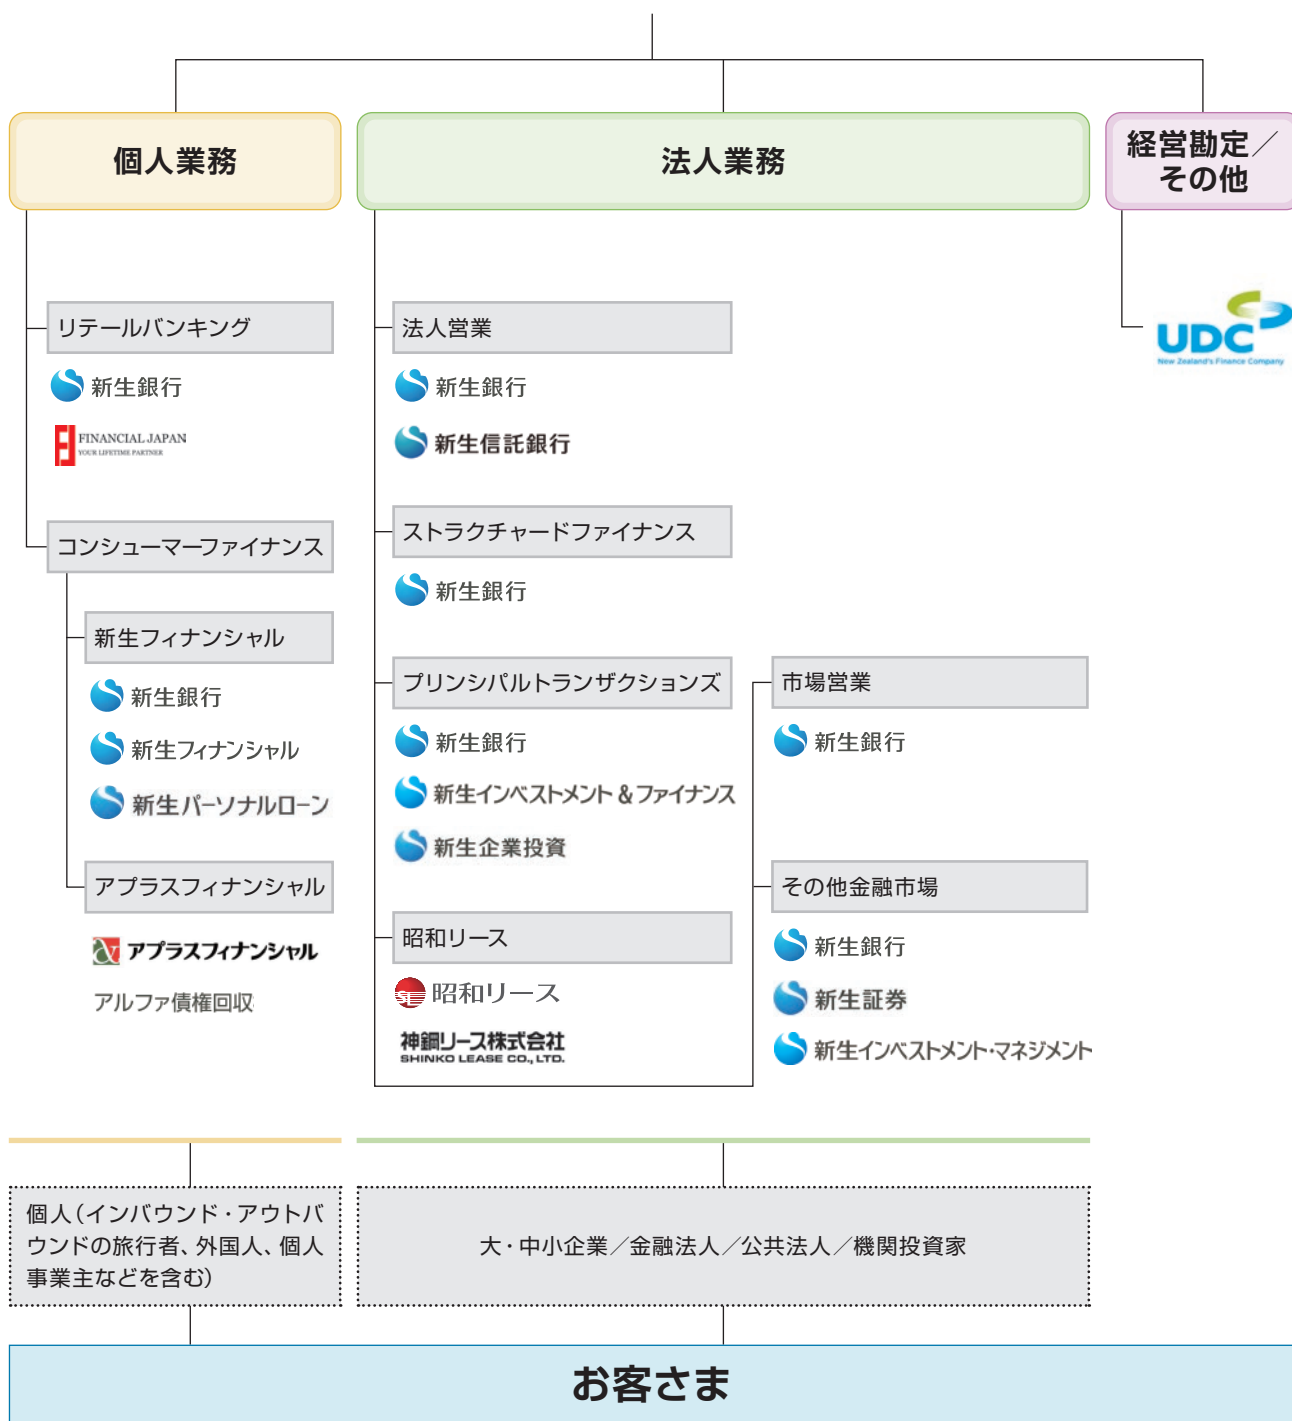 個人業務
リテールバンキング
新生銀行
FINANCIAL JAPAN
YOUR LIFETIME PARTNER
コンシューマーファイナンス
新生フィナンシャル
新生銀行
新生フィナンシャル
新生パーソナルローン
アプラスフィナンシャル
アプラスフィナンシャル
アルファ債権回収
法人業務
法人営業
新生銀行
新生信託銀行
ストラクチャードファイナンス
新生銀行
プリンシパルトランザクションズ
新生銀行
新生インベストメント&ファイナンス
新生企業投資
昭和リース
SL
昭和リース
神鋼リース株式会社
SHINKO LEASE CO., LTD.
市場営業
新生銀行
その他金融市場
新生銀行
新生証券
新生インベストメント・マネジメント
経営勘定／
その他
UDC
New Zealand's Finance Company
個人（インバウンド・アウトバ
ウンドの旅行者、外国人、個人
事業主などを含む）
大・中小企業／金融法人／公共法人／機関投資家
お客さま